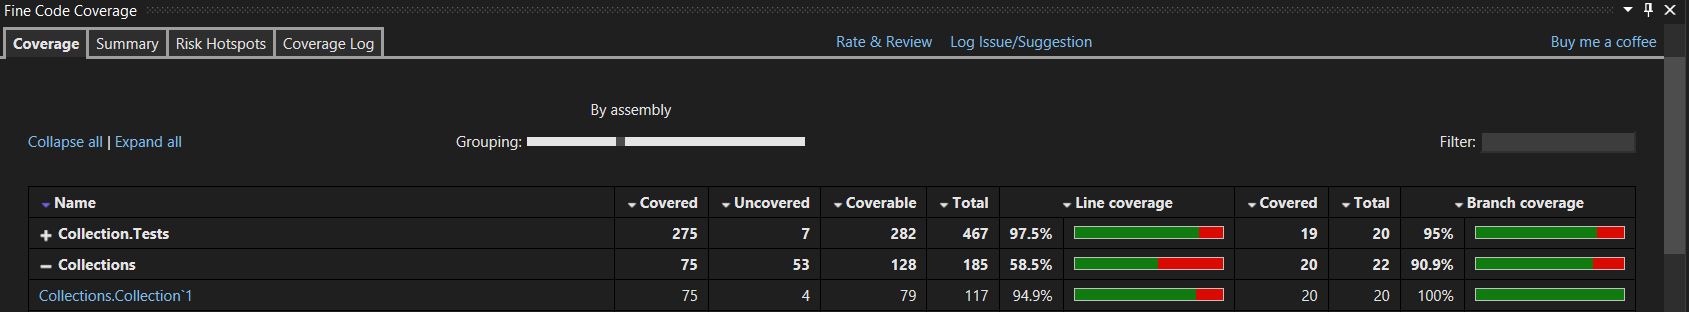 Fine Code Coverage
Coverage Summary Risk Hotspots Coverage Log Rate & Review Log Issue/Suggestion Buy me a coffee
By assembly
Collapse all | Expand all Grouping: Filter:
Name Covered Uncovered Coverable Total Line coverage Covered Total Branch coverage
Collection.Tests 275 7 282 467 97.5% 19 20 95%
Collections 75 53 128 185 58.5% 20 22 90.9%
Collections.Collection`1 75 4 79 117 94.9% 20 20 100%